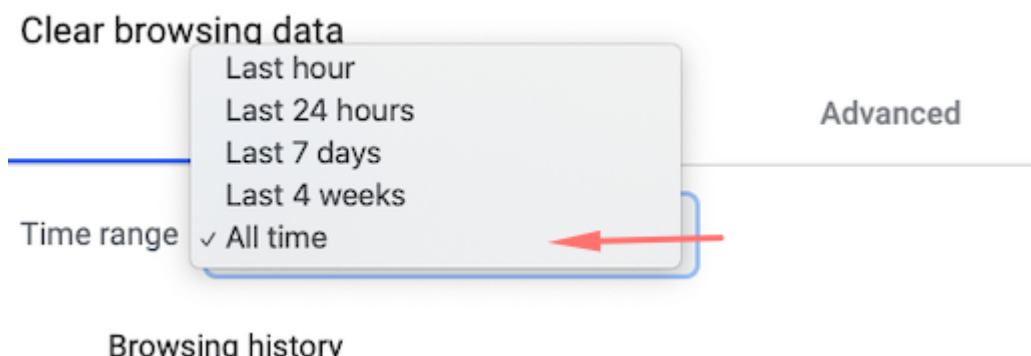 Clear browsing data
Last hour
Last 24 hours
Advanced
Last 7 days
Last 4 weeks
Time range ✓ All time
Browsing history